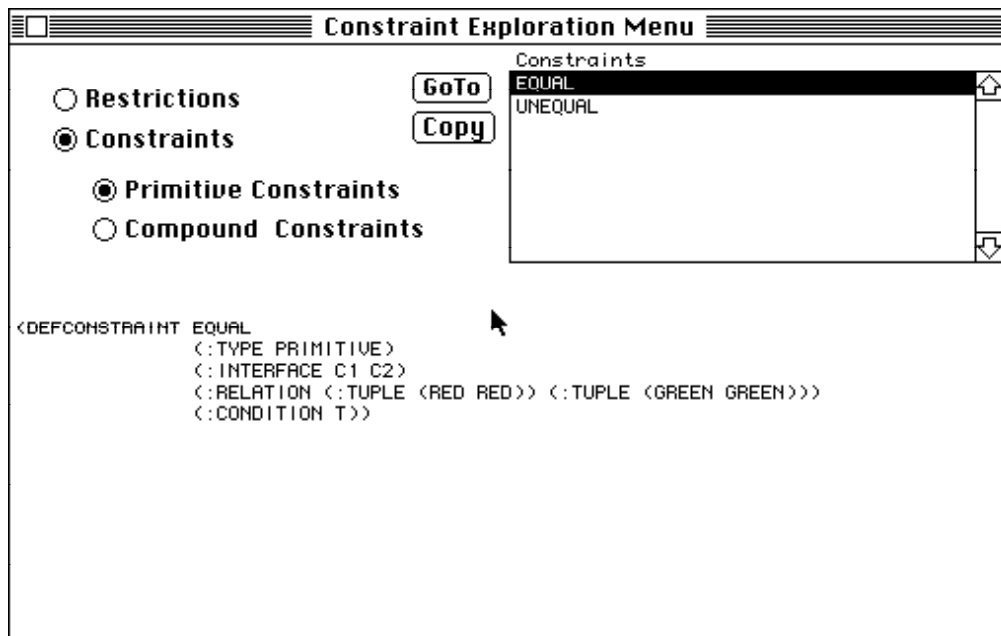 Constraint Exploration Menu
Constraints
Restrictions
GoTo
EQUAL
Constraints
Copy
UNEQUAL
Primitive Constraints
Compound Constraints
(DEFCONSTRAINT EQUAL
(:TYPE PRIMITIVE)
(:INTERFACE C1 C2)
(:RELATION (:TUPLE (RED RED)) (:TUPLE (GREEN GREEN)))
(:CONDITION T))